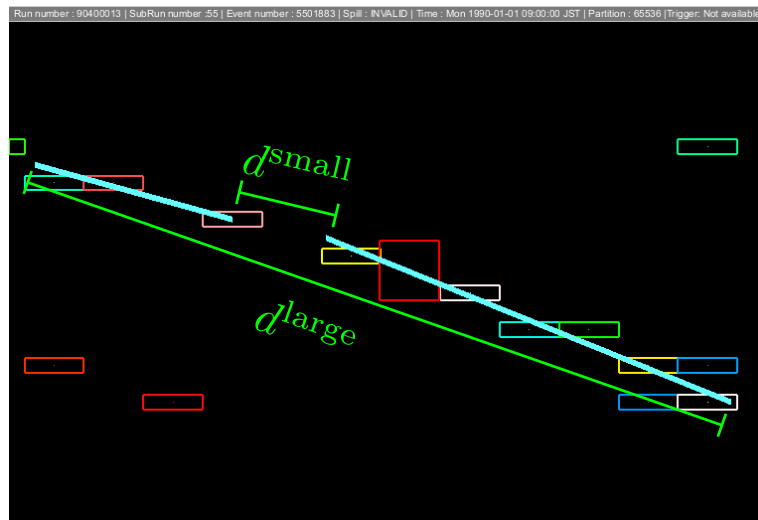 Run number : 90400013 | SubRun number :55 | Event number : 5501883 | Spill : INVALID | Time : Mon 1990-01-01 09:00:00 JST | Partition : 65536 |Trigger: Not available
d^small
d^large